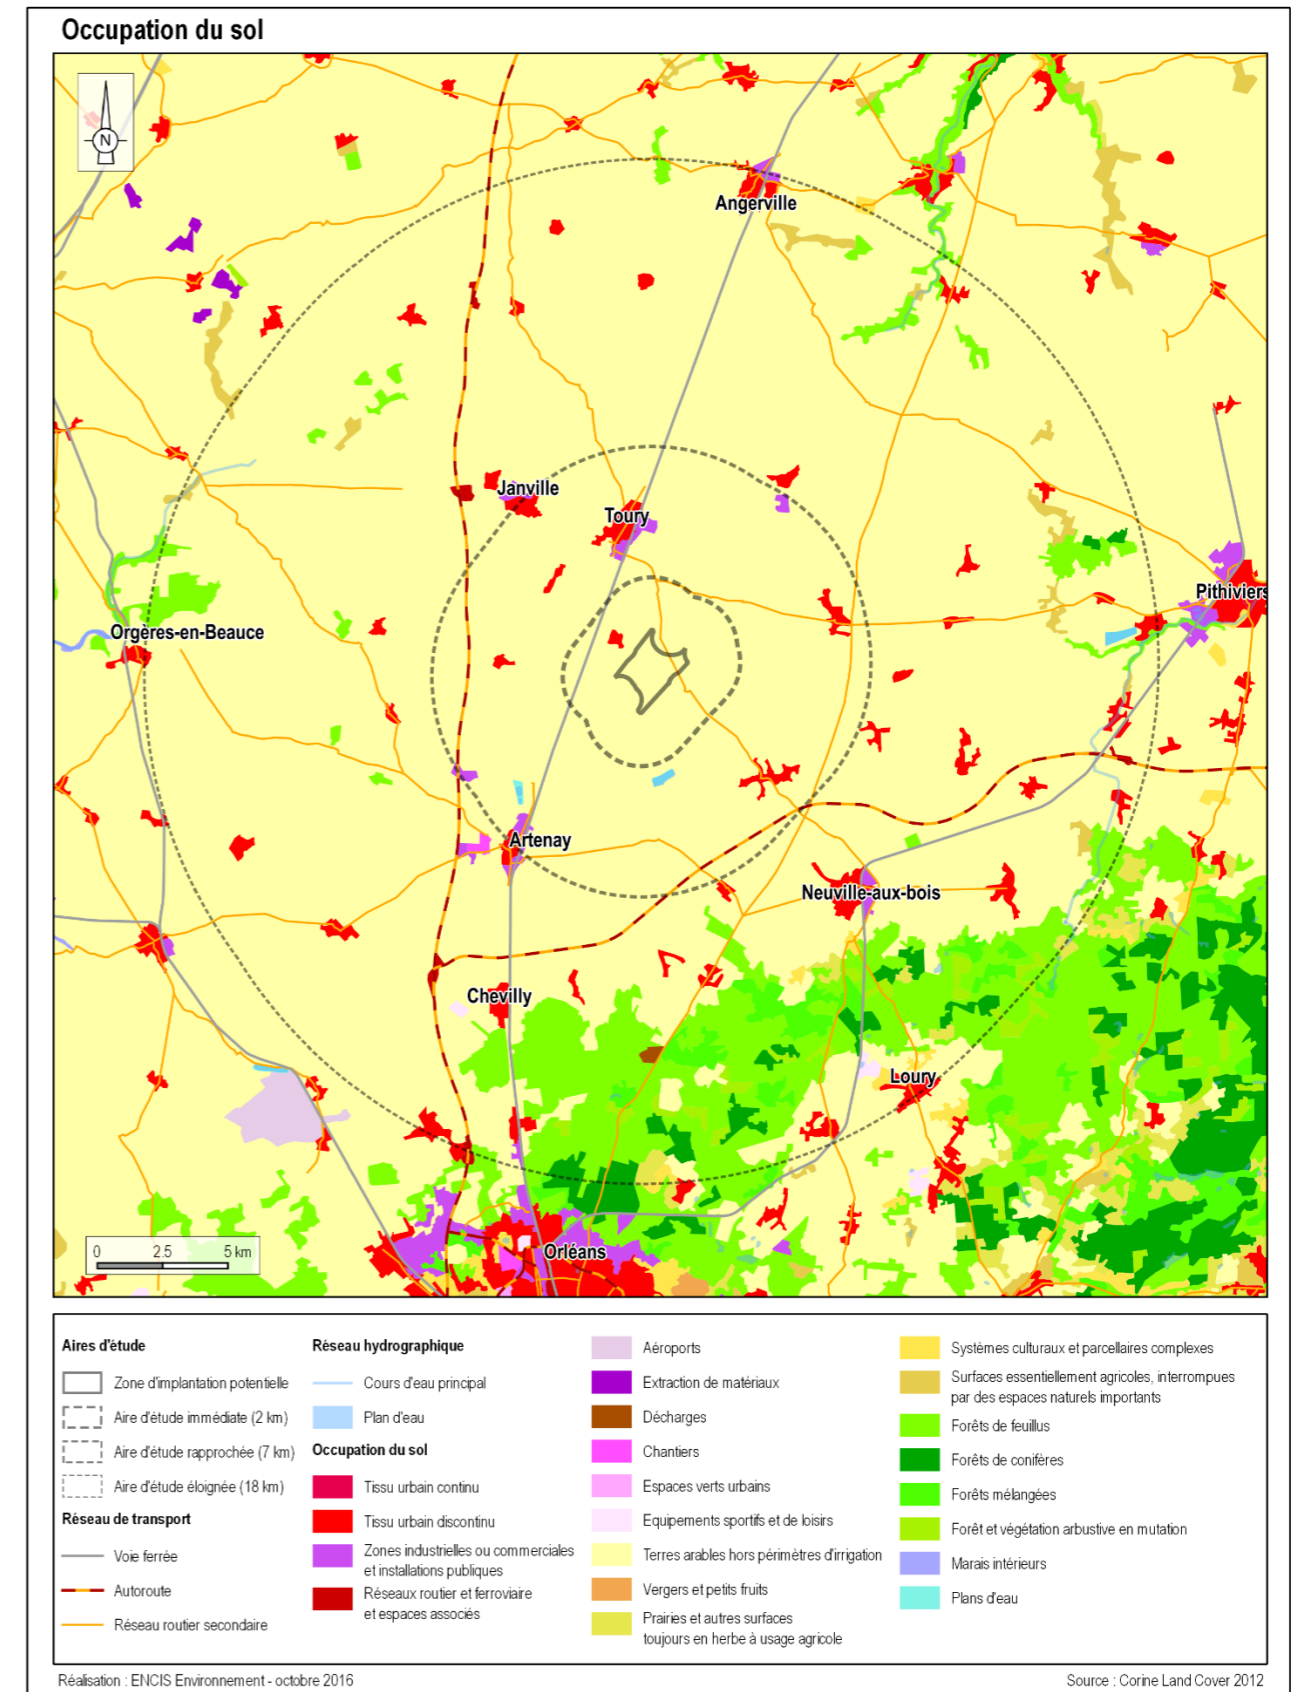 Occupation du sol
N
Angerville
Janville
Toury
Pithiviers
Orgères-en-Beauce
Artenay
Neuville-aux-bois
Chevilly
Loury
Orléans
0 2.5 5 km
Aires d'étude
Zone d'implantation potentielle
Aire d'étude immédiate (2 km)
Aire d'étude rapprochée (7 km)
Aire d'étude éloignée (18 km)
Réseau de transport
Voie ferrée
Autoroute
Réseau routier secondaire
Réseau hydrographique
Cours d'eau principal
Plan d'eau
Occupation du sol
Tissu urbain continu
Tissu urbain discontinu
Zones industrielles ou commerciales
et installations publiques
Réseaux routier et ferroviaire
et espaces associés
Aéroports
Extraction de matériaux
Décharges
Chantiers
Espaces verts urbains
Equipements sportifs et de loisirs
Terres arables hors périmètres d'irrigation
Vergers et petits fruits
Prairies et autres surfaces
toujours en herbe à usage agricole
Systèmes culturaux et parcellaires complexes
Surfaces essentiellement agricoles, interrompues
par des espaces naturels importants
Forêts de feuillus
Forêts de conifères
Forêts mélangées
Forêt et végétation arbustive en mutation
Marais intérieurs
Plans d'eau
Réalisation : ENCIS Environnement - octobre 2016
Source : Corine Land Cover 2012